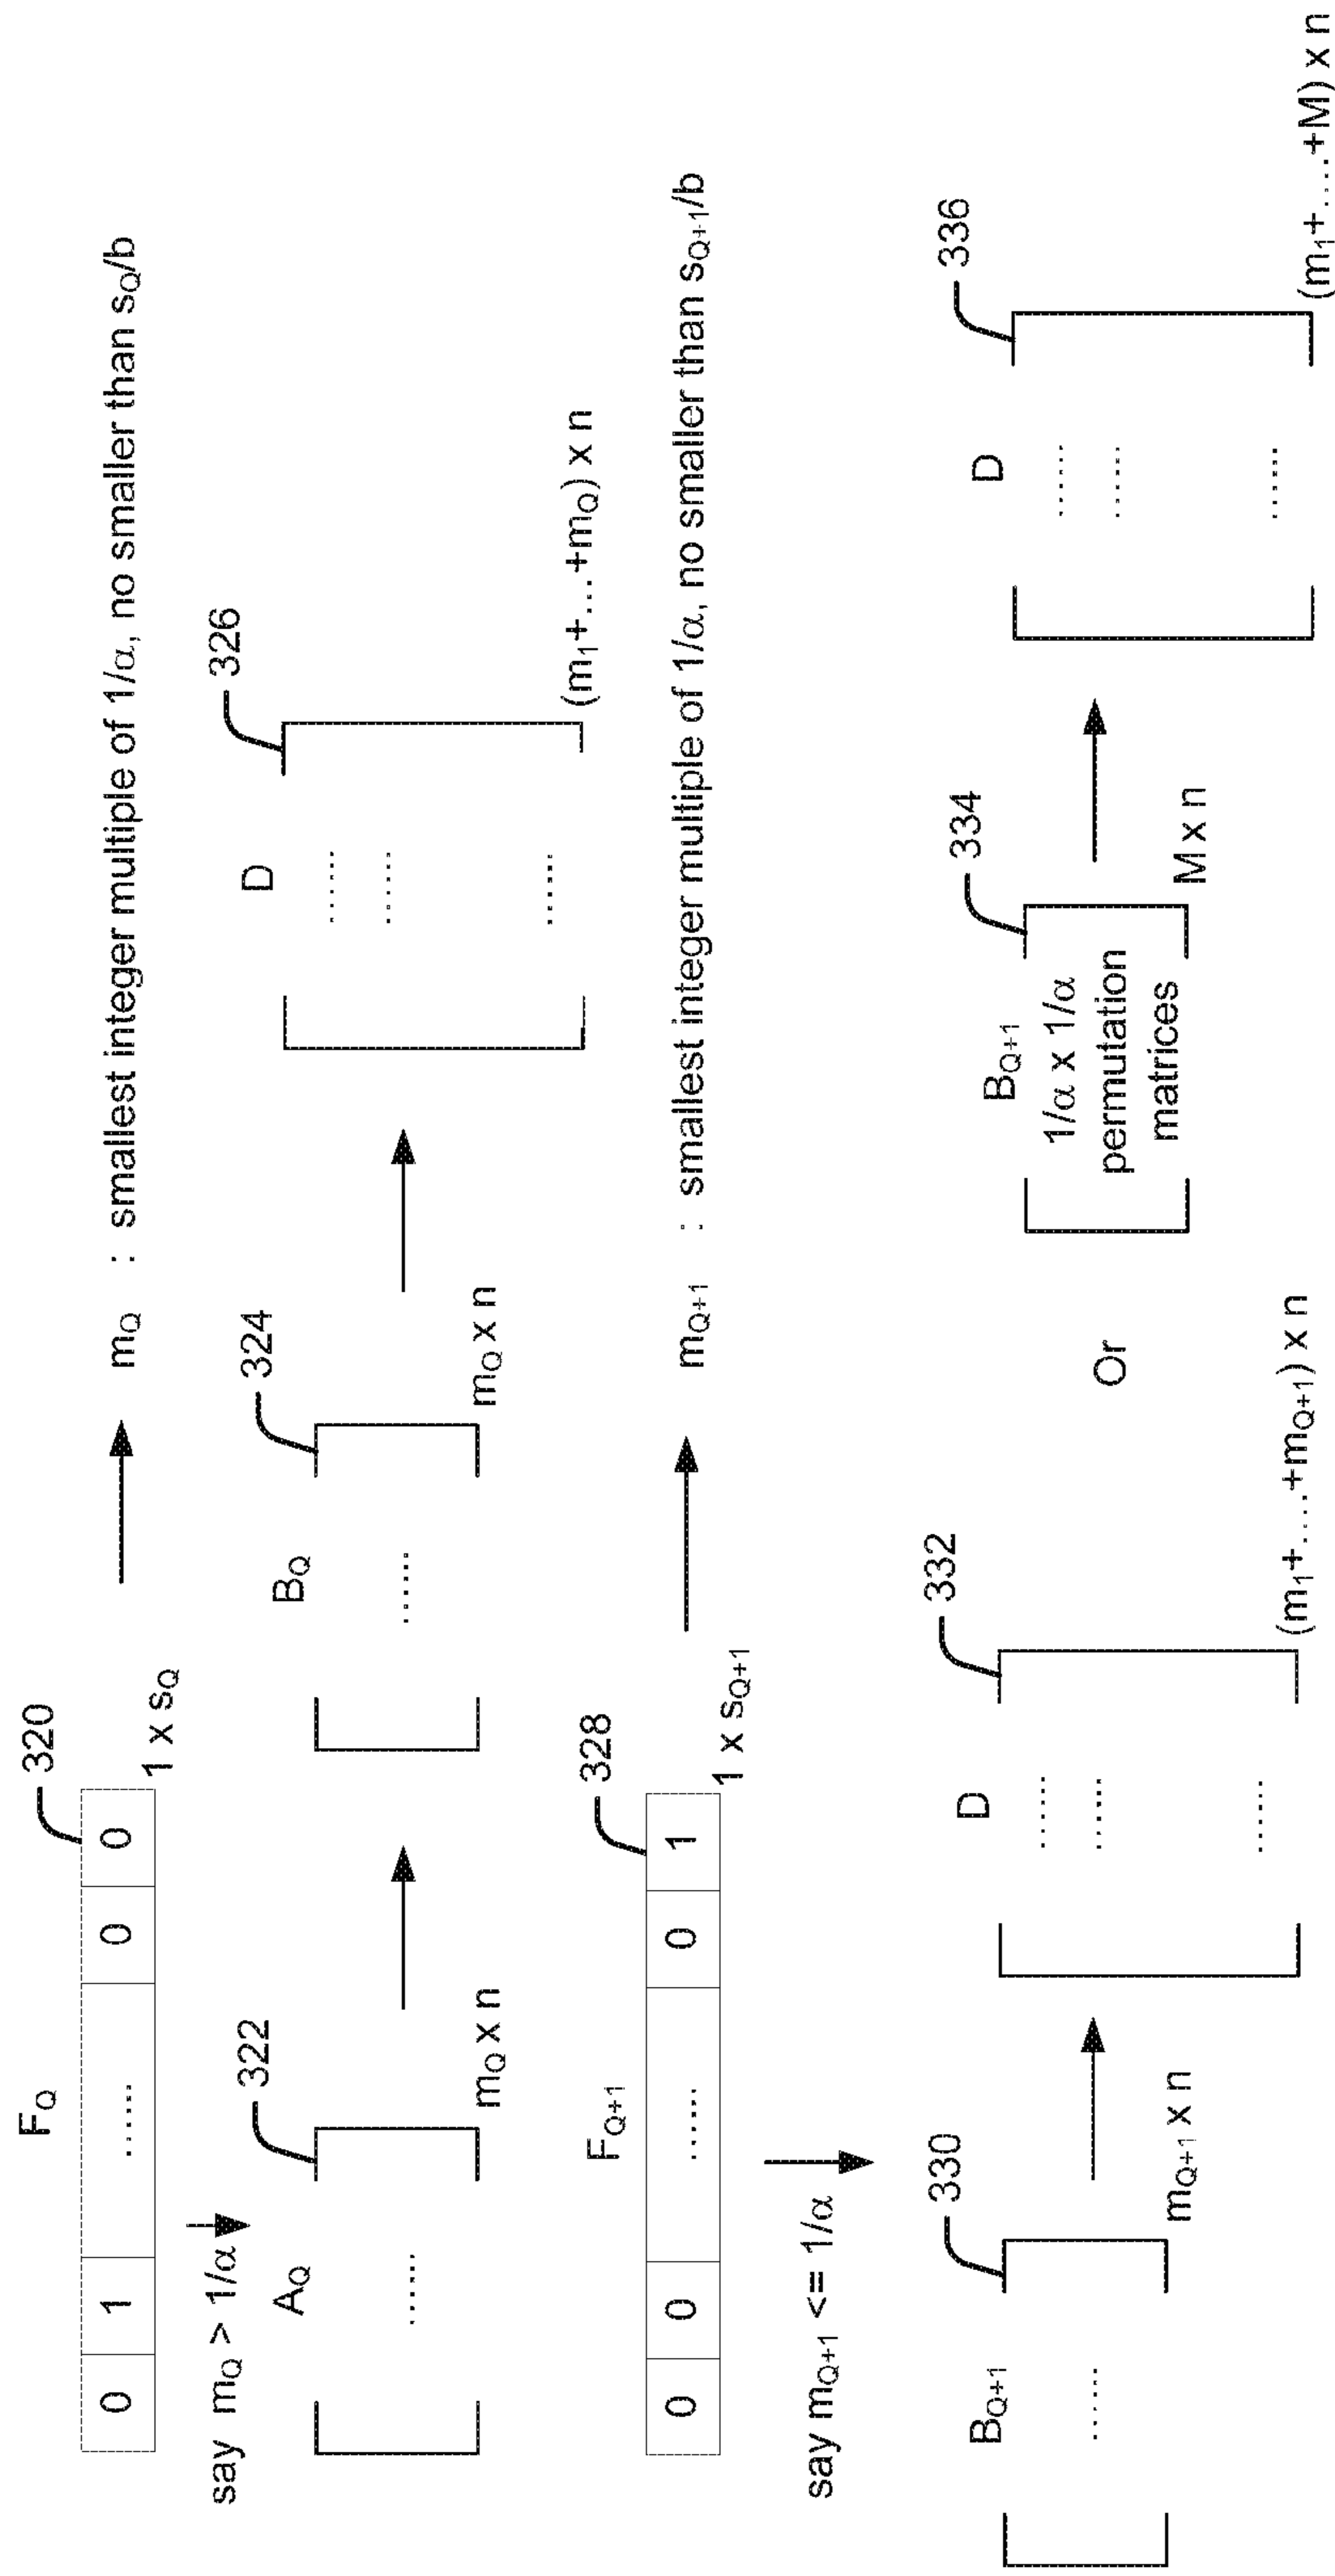 F_Q
320
0 1 ...... 0 0
1 x s_Q
m_Q : smallest integer multiple of 1/α, no smaller than s_Q/b
say m_Q > 1/α
A_Q
322
......
m_Q x n
B_Q
324
.....
m_Q x n
D
326
......
......
......
(m₁+...+m_Q) x n
F_Q+1
328
0 0 ...... 0 1
1 x s_Q+1
m_Q+1 : smallest integer multiple of 1/α, no smaller than s_Q+1/b
say m_Q+1 <= 1/α
B_Q+1
330
......
m_Q+1 x n
D
332
......
......
......
(m₁+....+m_Q+1) x n
Or
B_Q+1
334
1/α x 1/α
permutation
matrices
M x n
D
336
......
......
......
(m₁+....+M) x n